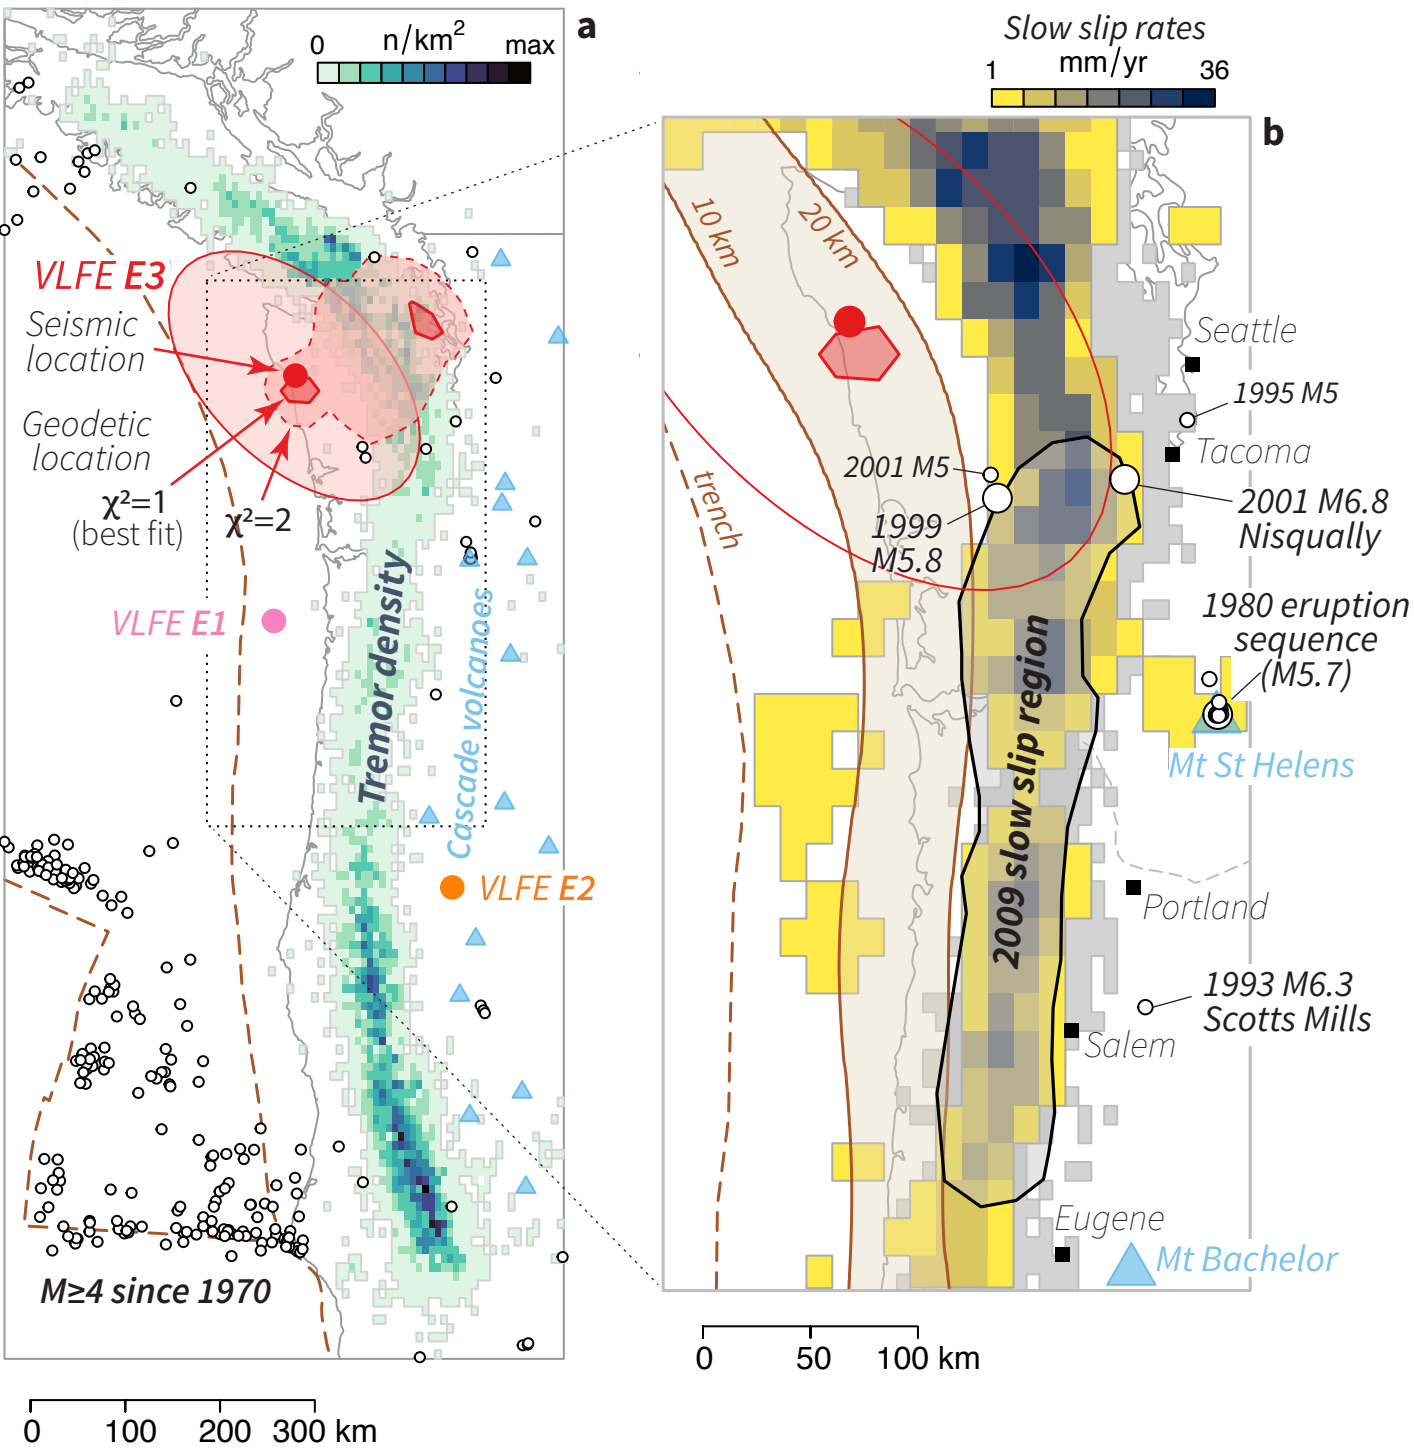 a
n/km²
0 max
VLFE E3
Seismic
location
Geodetic
location
χ²=1
(best fit)
χ²=2
VLFE E1
Tremor density
Cascade volcanoes
VLFE E2
M≥4 since 1970
0 100 200 300 km
Slow slip rates
mm/yr
1 36
b
10 km
20 km
trench
Seattle
1995 M5
Tacoma
2001 M5
1999
M5.8
2001 M6.8
Nisqually
1980 eruption
sequence
(M5.7)
Mt St Helens
2009 slow slip region
Portland
1993 M6.3
Scotts Mills
Salem
Eugene
Mt Bachelor
0 50 100 km